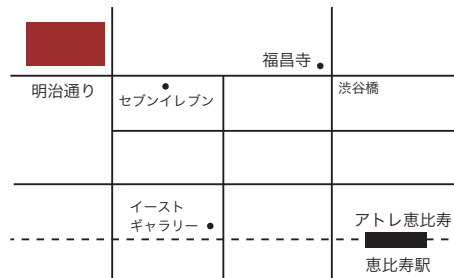 福昌寺
明治通り
セブンイレブン
渋谷橋
イースト
ギャラリー
アトレ恵比寿
恵比寿駅